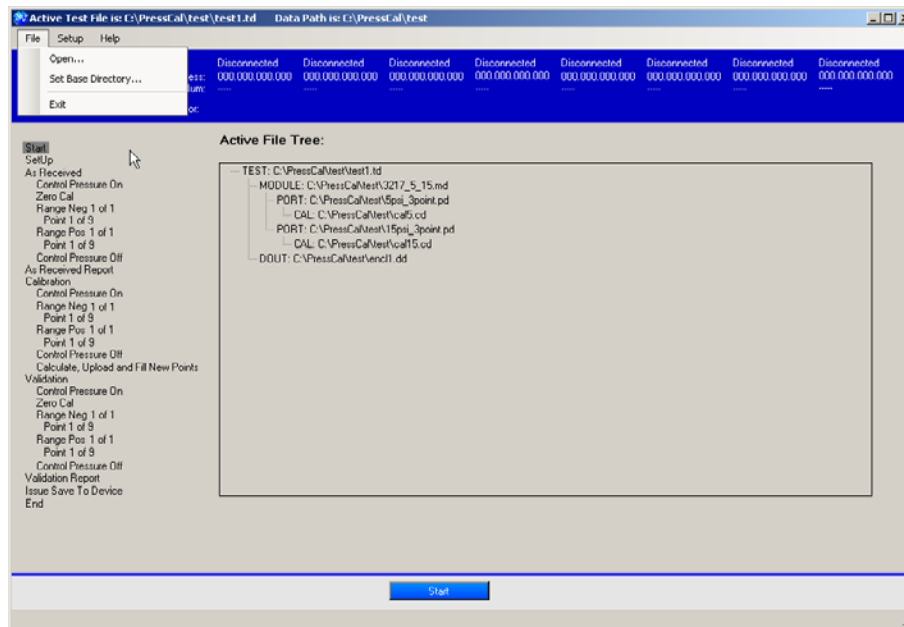 Active Test File is: C:\PressCal\test\test1.td Data Path is: C:\PressCal\test
File Setup Help
Open...
Set Base Directory...
Exit
ess:
lum:
or:
Disconnected Disconnected Disconnected Disconnected Disconnected Disconnected Disconnected Disconnected
000.000.000.000 000.000.000.000 000.000.000.000 000.000.000.000 000.000.000.000 000.000.000.000 000.000.000.000 000.000.000.000
----- ----- ----- ----- ----- ----- ----- -----
Start
SetUp
As Received
Control Pressure On
Zero Cal
Range Neg 1 of 1
Point 1 of 9
Range Pos 1 of 1
Point 1 of 9
Control Pressure Off
As Received Report
Calibration
Control Pressure On
Range Neg 1 of 1
Point 1 of 9
Range Pos 1 of 1
Point 1 of 9
Control Pressure Off
Calculate, Upload and Fill New Points
Validation
Control Pressure On
Zero Cal
Range Neg 1 of 1
Point 1 of 9
Range Pos 1 of 1
Point 1 of 9
Control Pressure Off
Validation Report
Issue Save To Device
End
Active File Tree:
TEST: C:\PressCal\test\test1.td
MODULE: C:\PressCal\test\3217_5_15.md
PORT: C:\PressCal\test\5psi_3point.pd
CAL: C:\PressCal\test\cal5.cd
PORT: C:\PressCal\test\15psi_3point.pd
CAL: C:\PressCal\test\cal15.cd
DOUT: C:\PressCal\test\encl1.dd
Start